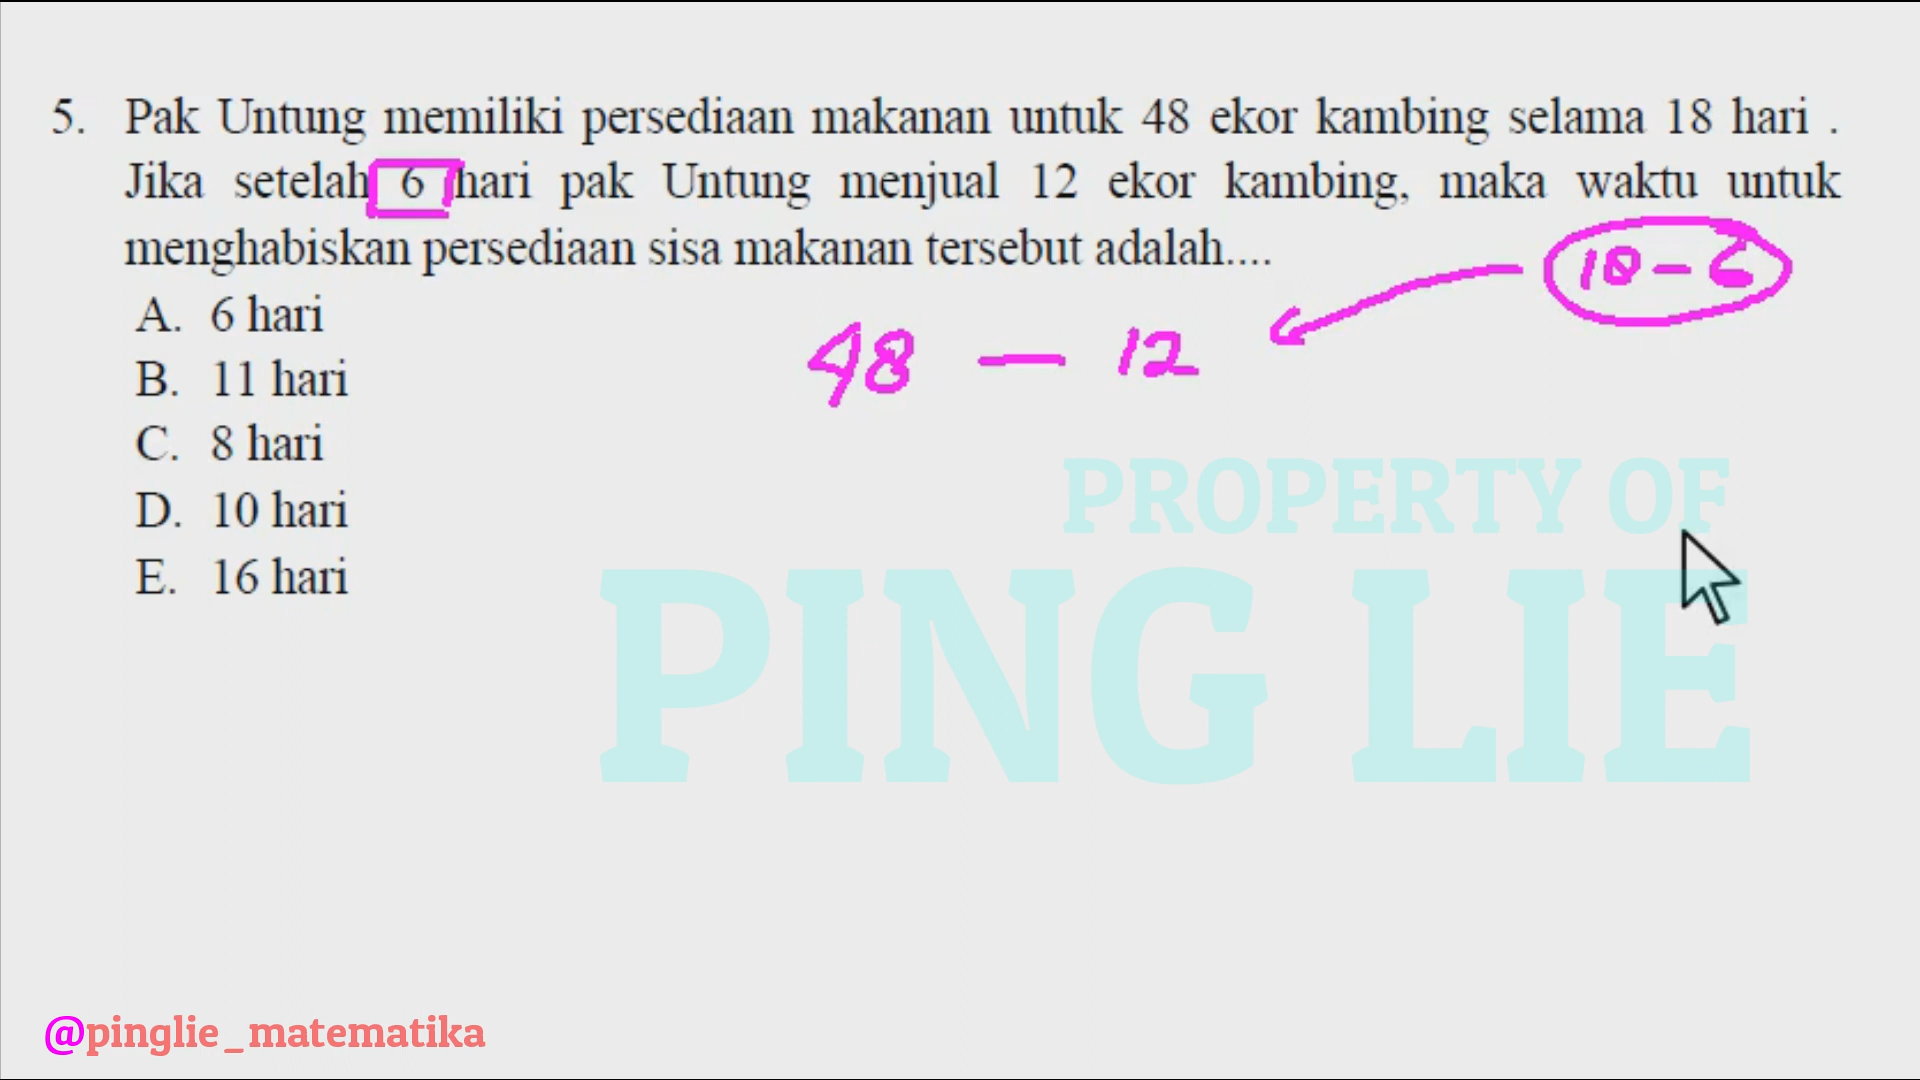 5. Pak Untung memiliki persediaan makanan untuk 48 ekor kambing selama 18 hari .
Jika setelah 6 hari pak Untung menjual 12 ekor kambing, maka waktu untuk
menghabiskan persediaan sisa makanan tersebut adalah....
18 - 6
A. 6 hari
48 - 12
B. 11 hari
C. 8 hari
D. 10 hari
E. 16 hari
PROPERTY OF
PING LIE
@pinglie_matematika